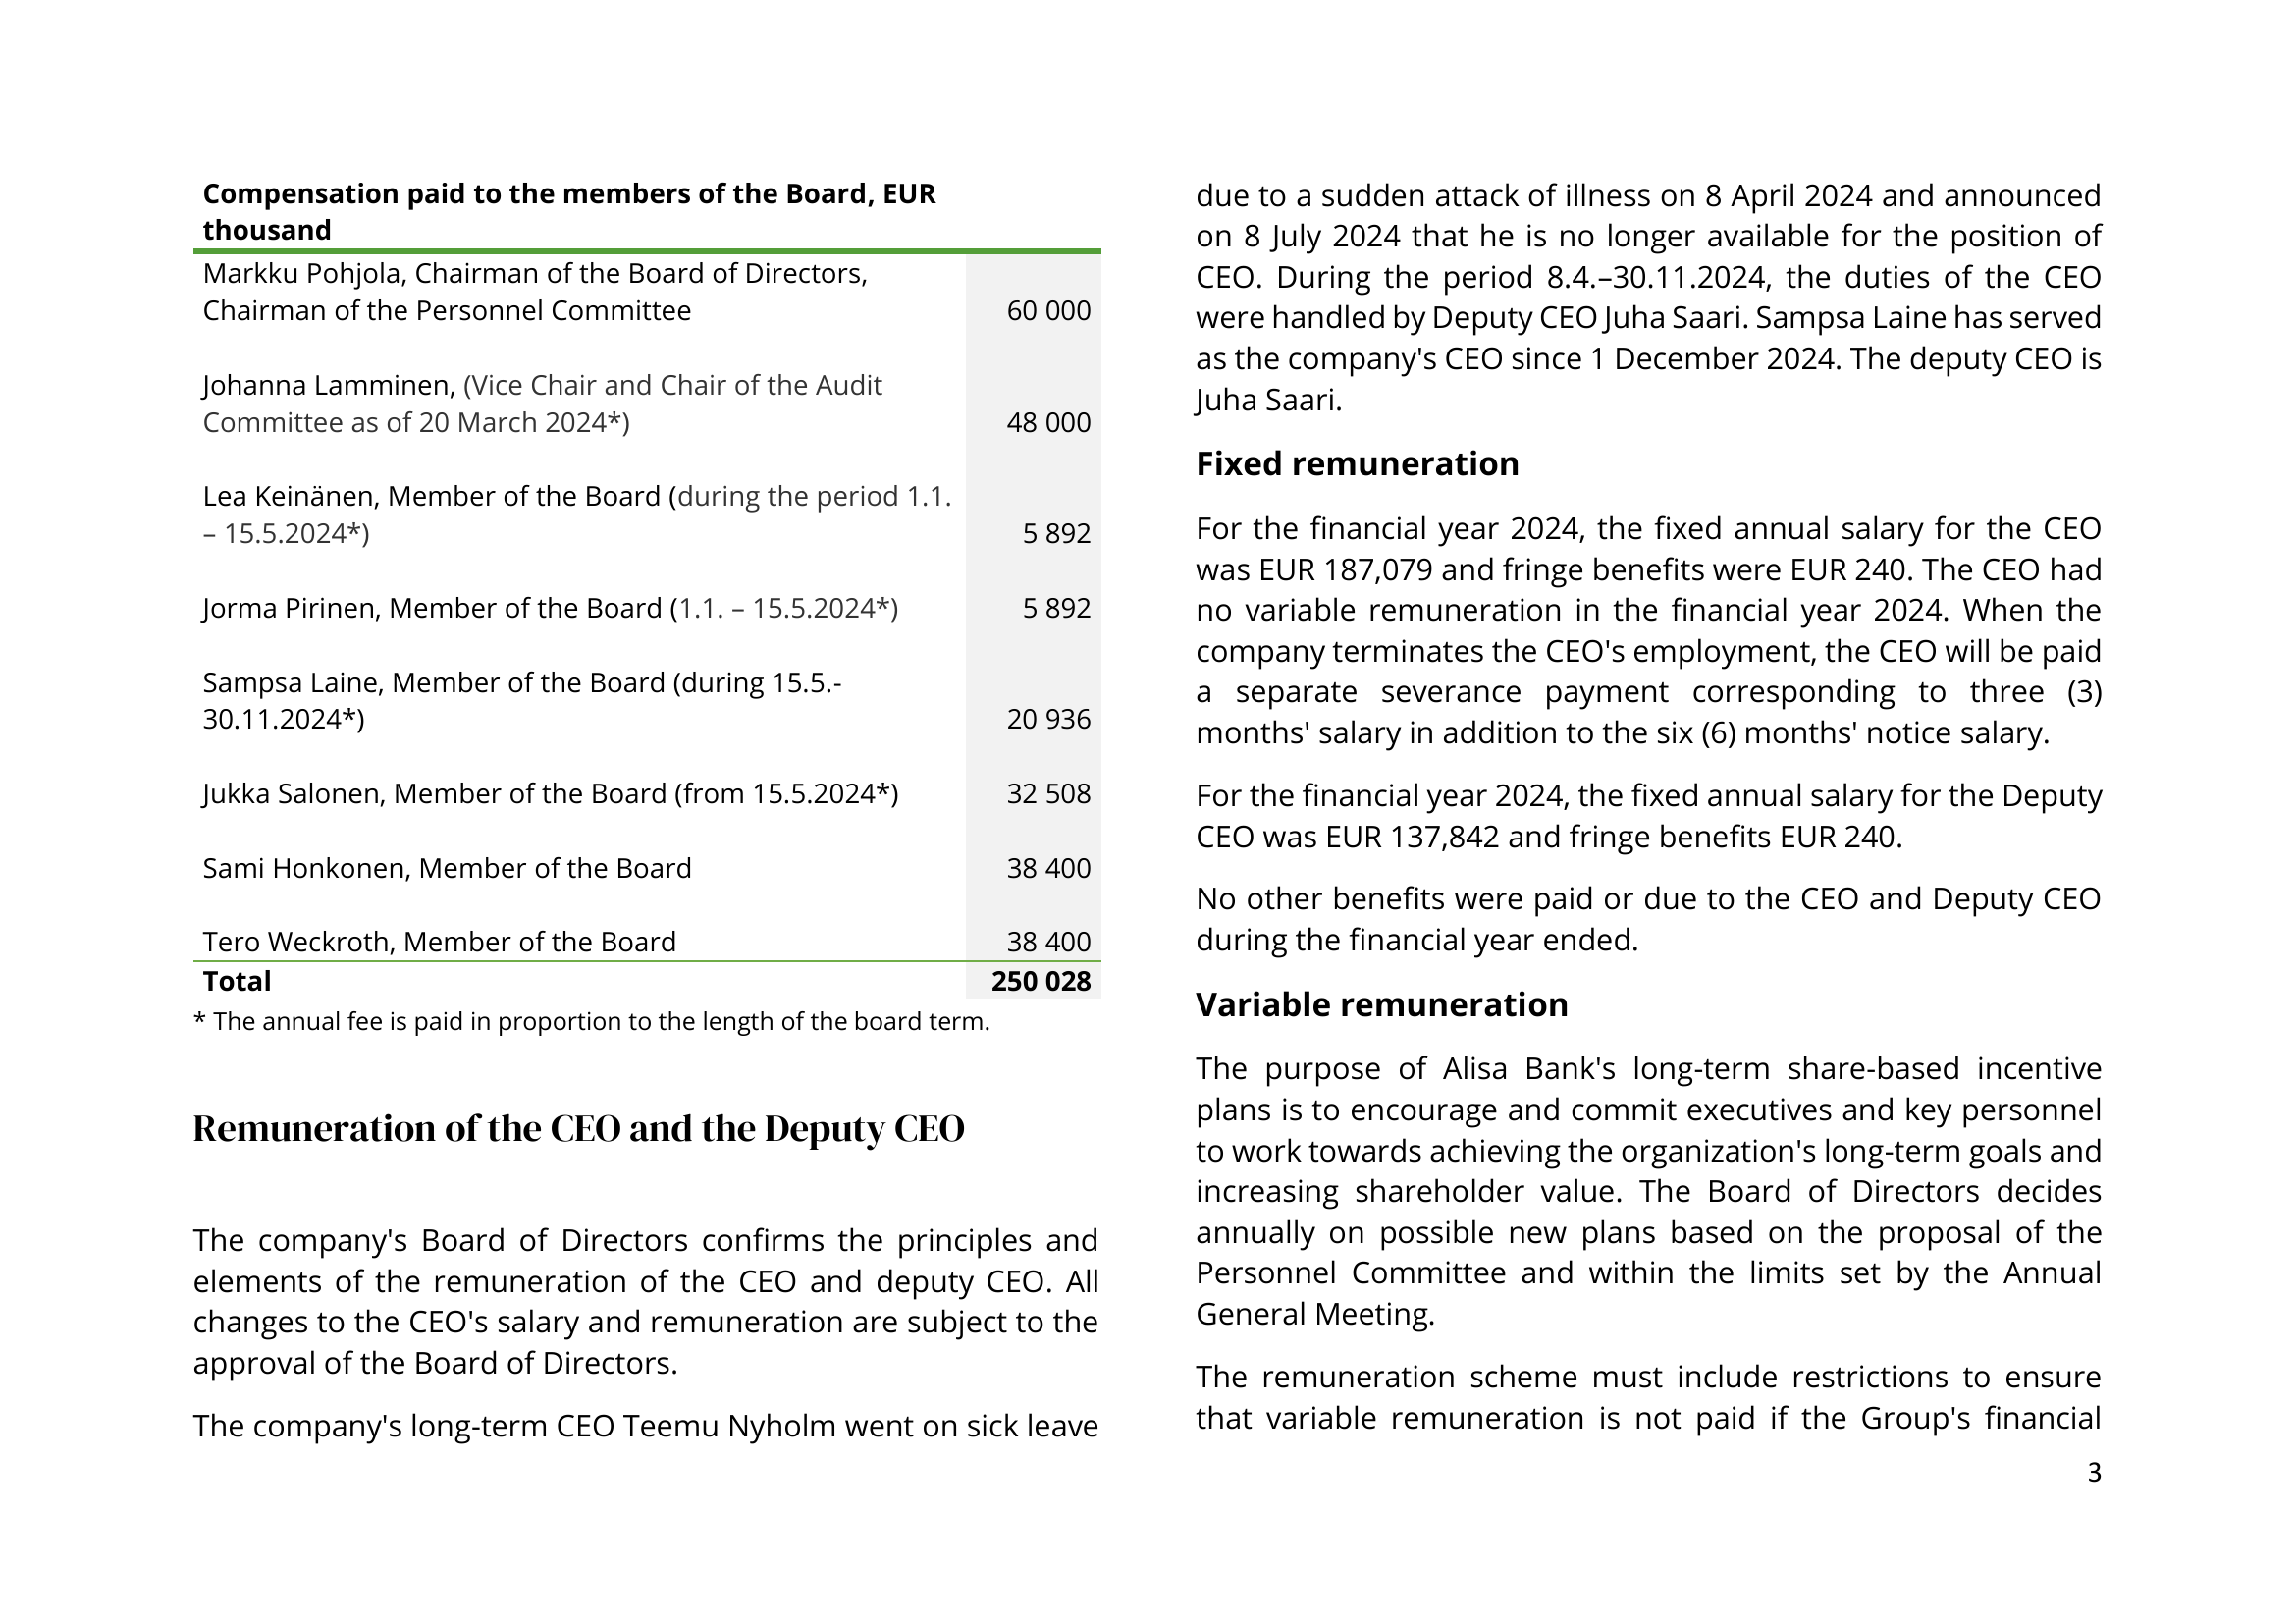 Compensation paid to the members of the Board, EUR
thousand
Markku Pohjola, Chairman of the Board of Directors,
Chairman of the Personnel Committee 60 000
Johanna Lamminen, (Vice Chair and Chair of the Audit
Committee as of 20 March 2024*) 48 000
Lea Keinänen, Member of the Board (during the period 1.1.
– 15.5.2024*) 5 892
Jorma Pirinen, Member of the Board (1.1. – 15.5.2024*) 5 892
Sampsa Laine, Member of the Board (during 15.5.-
30.11.2024*) 20 936
Jukka Salonen, Member of the Board (from 15.5.2024*) 32 508
Sami Honkonen, Member of the Board 38 400
Tero Weckroth, Member of the Board 38 400
Total 250 028
* The annual fee is paid in proportion to the length of the board term.
Remuneration of the CEO and the Deputy CEO
The company's Board of Directors confirms the principles and
elements of the remuneration of the CEO and deputy CEO. All
changes to the CEO's salary and remuneration are subject to the
approval of the Board of Directors.
The company's long-term CEO Teemu Nyholm went on sick leave
due to a sudden attack of illness on 8 April 2024 and announced
on 8 July 2024 that he is no longer available for the position of
CEO. During the period 8.4.–30.11.2024, the duties of the CEO
were handled by Deputy CEO Juha Saari. Sampsa Laine has served
as the company's CEO since 1 December 2024. The deputy CEO is
Juha Saari.
Fixed remuneration
For the financial year 2024, the fixed annual salary for the CEO
was EUR 187,079 and fringe benefits were EUR 240. The CEO had
no variable remuneration in the financial year 2024. When the
company terminates the CEO's employment, the CEO will be paid
a separate severance payment corresponding to three (3)
months' salary in addition to the six (6) months' notice salary.
For the financial year 2024, the fixed annual salary for the Deputy
CEO was EUR 137,842 and fringe benefits EUR 240.
No other benefits were paid or due to the CEO and Deputy CEO
during the financial year ended.
Variable remuneration
The purpose of Alisa Bank's long-term share-based incentive
plans is to encourage and commit executives and key personnel
to work towards achieving the organization's long-term goals and
increasing shareholder value. The Board of Directors decides
annually on possible new plans based on the proposal of the
Personnel Committee and within the limits set by the Annual
General Meeting.
The remuneration scheme must include restrictions to ensure
that variable remuneration is not paid if the Group's financial
3